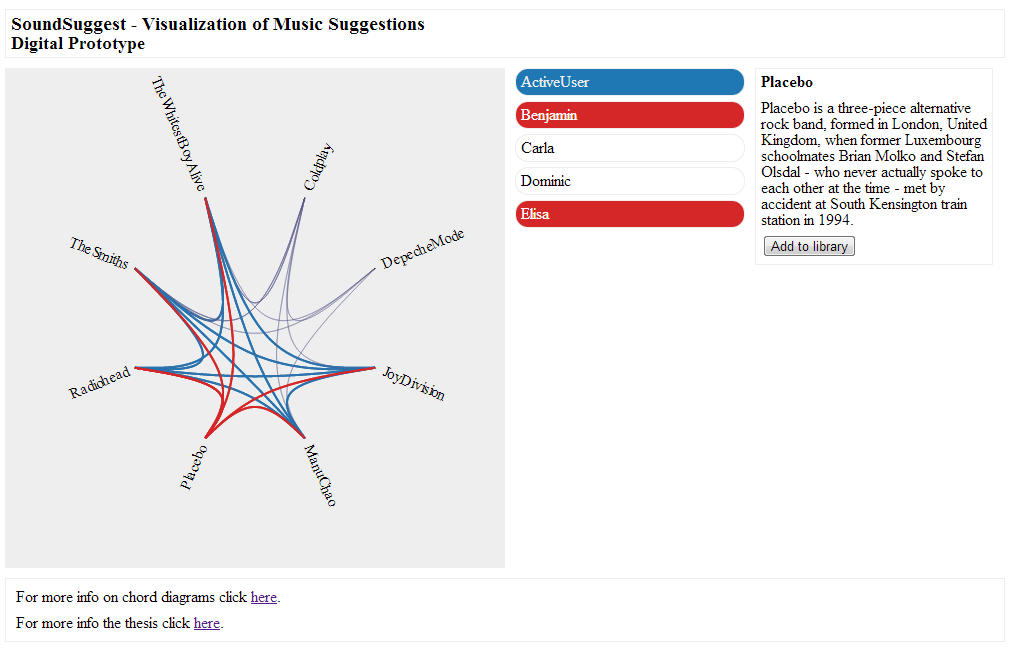 SoundSuggest - Visualization of Music Suggestions
Digital Prototype
TheWhitestBoyAlive
Coldplay
TheSmiths
DepecheMode
Radiohead
JoyDivision
Placebo
ManuChao
ActiveUser
Benjamin
Carla
Dominic
Elisa
Placebo
Placebo is a three-piece alternative
rock band, formed in London, United
Kingdom, when former Luxembourg
schoolmates Brian Molko and Stefan
Olsdal - who never actually spoke to
each other at the time - met by
accident at South Kensington train
station in 1994.
Add to library
For more info on chord diagrams click here.
For more info the thesis click here.